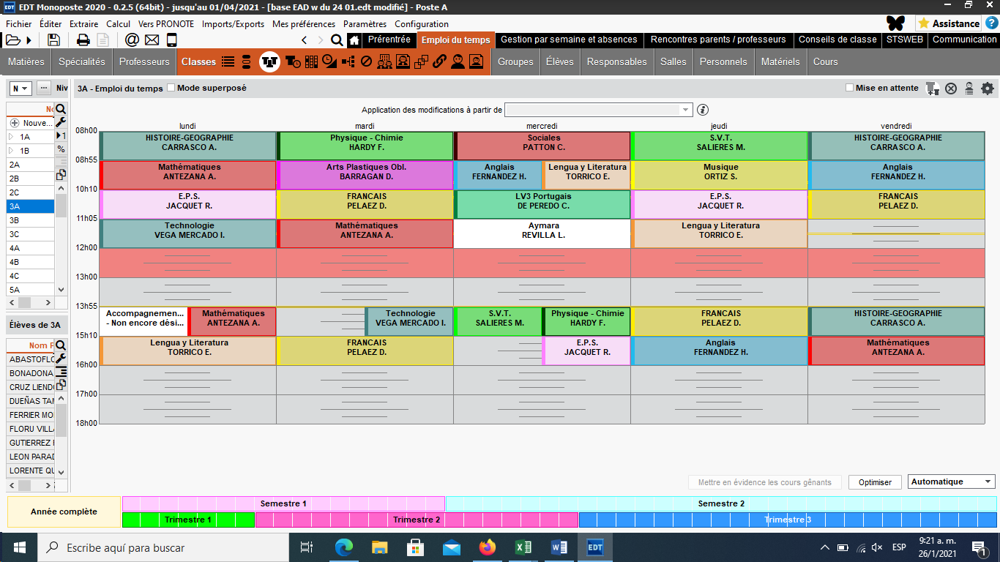 EDT Monoposte 2020 - 0.2.5 (64bit) - jusqu'au 01/04/2021 - [base EAD w du 24 01.edt modifié] - Poste A
Fichier Éditer Extraire Calcul Vers PRONOTE Imports/Exports Mes préférences Paramètres Configuration
Assistance
Prérentrée Emploi du temps Gestion par semaine et absences Rencontres parents / professeurs Conseils de classe STSWEB Communication
Matières Spécialités Professeurs Classes Groupes Élèves Responsables Salles Personnels Matériels Cours
N ... Niv 3A - Emploi du temps Mode superposé Mise en attente
Application des modifications à partir de
Nouve...
1A
1B
2A
2B
2C
3A
3B
3C
4A
4B
4C
5A
1
%
lundi mardi mercredi jeudi vendredi
08h00
HISTOIRE-GEOGRAPHIE Physique - Chimie Sociales S.V.T. HISTOIRE-GEOGRAPHIE
CARRASCO A. HARDY F. PATTON C. SALIERES M. CARRASCO A.
08h55
Mathématiques Arts Plastiques Obl. Anglais Lengua y Literatura Musique Anglais
ANTEZANA A. BARRAGAN D. FERNANDEZ H. TORRICO E. ORTIZ S. FERNANDEZ H.
10h10
E.P.S. FRANCAIS LV3 Portugais E.P.S. FRANCAIS
JACQUET R. PELAEZ D. DE PEREDO C. JACQUET R. PELAEZ D.
11h05
Technologie Mathématiques Aymara Lengua y Literatura
VEGA MERCADO I. ANTEZANA A. REVILLA L. TORRICO E.
12h00
13h00
13h55
Accompagnemen... Mathématiques Technologie S.V.T. Physique - Chimie FRANCAIS HISTOIRE-GEOGRAPHIE
- Non encore dési... ANTEZANA A. VEGA MERCADO I. SALIERES M. HARDY F. PELAEZ D. CARRASCO A.
15h10
Lengua y Literatura FRANCAIS E.P.S. Anglais Mathématiques
TORRICO E. PELAEZ D. JACQUET R. FERNANDEZ H. ANTEZANA A.
16h00
17h00
18h00
Élèves de 3A
Nom P
ABASTOFLO
BONADONA
CRUZ LIENDO
DUEÑAS TAM
FERRIER MO
FLORU VILLA
GUTIERREZ
LEON PARAD
LORENTE QU
Mettre en évidence les cours gênants Optimiser Automatique
Année complète
Semestre 1 Semestre 2
Trimestre 1 Trimestre 2 Trimestre 3
Escribe aquí para buscar
EDT
ESP
9:21 a. m.
26/1/2021
1